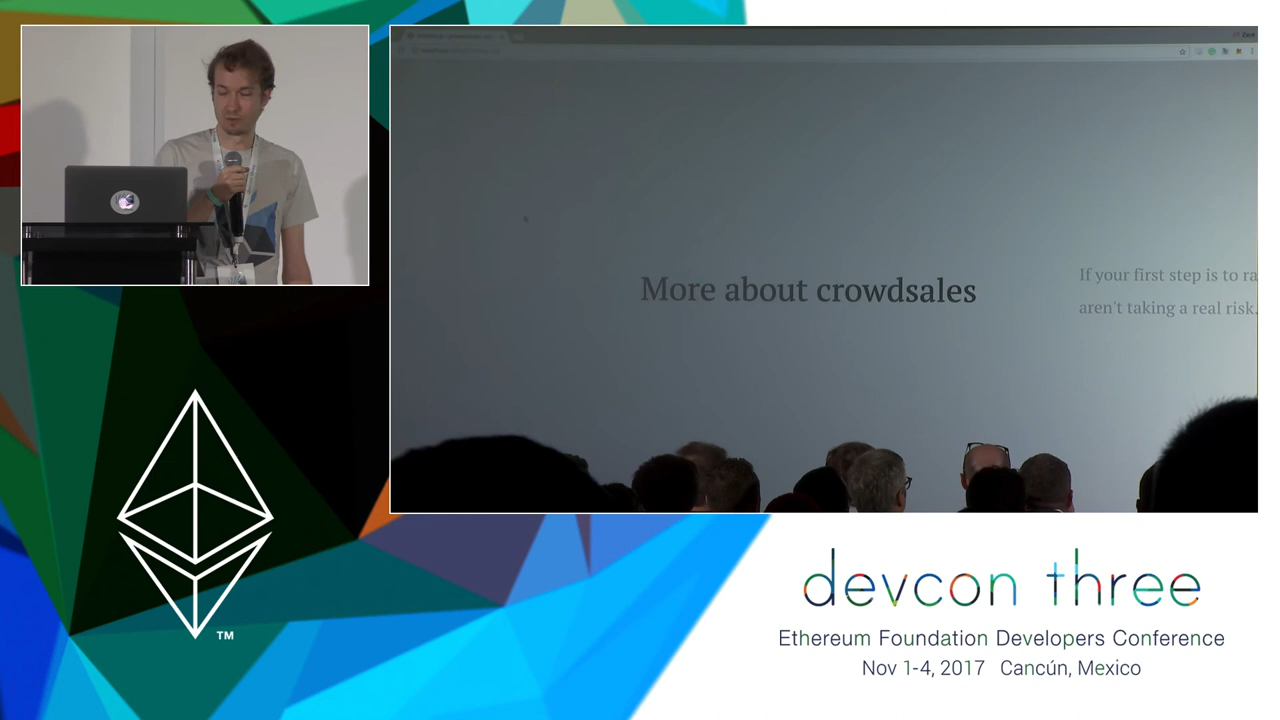 More about crowdsales
If your first step is to ra
aren't taking a real risk.
TM
devcon three
Ethereum Foundation Developers Conference
Nov 1-4, 2017 Cancún, Mexico